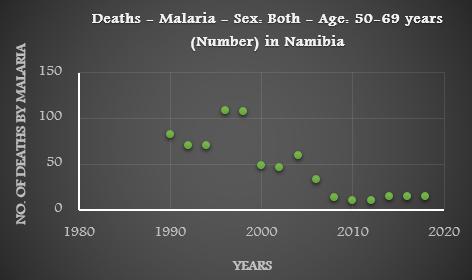 Deaths - Malaria - Sex: Both - Age: 50-69 years
(Number) in Namibia
NO. OF DEATHS BY MALARIA
150
100
50
0
1980 1990 2000 2010 2020
YEARS